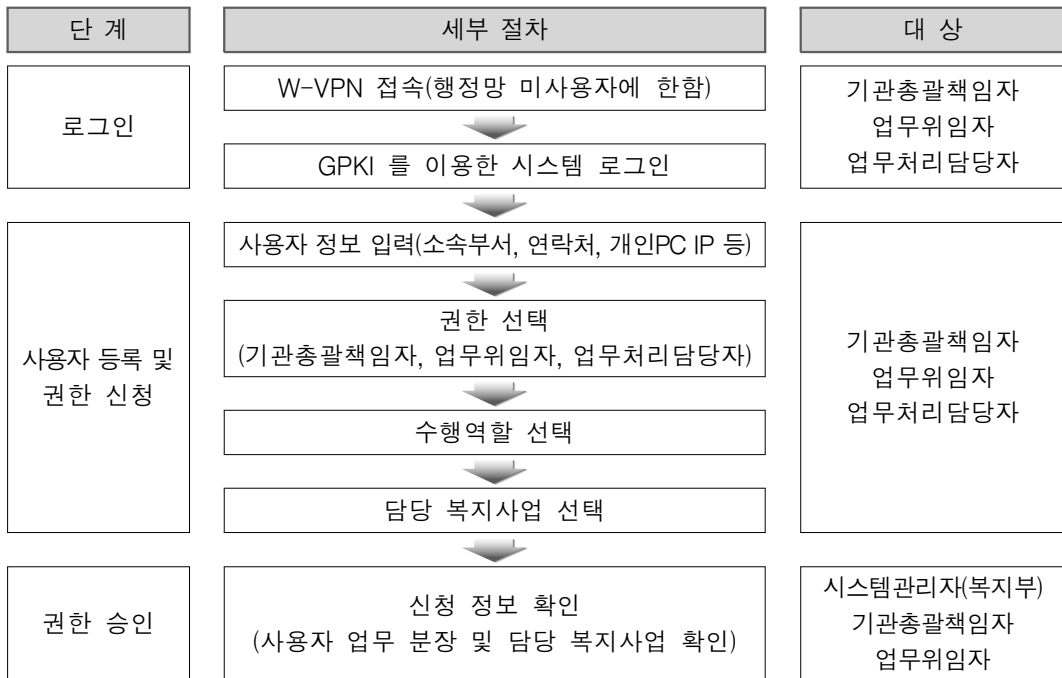 단 계
세부 절차
대 상
로그인
W-VPN 접속(행정망 미사용자에 한함)
GPKI 를 이용한 시스템 로그인
기관총괄책임자
업무위임자
업무처리담당자
사용자 등록 및
권한 신청
사용자 정보 입력(소속부서, 연락처, 개인PC IP 등)
권한 선택
(기관총괄책임자, 업무위임자, 업무처리담당자)
수행역할 선택
담당 복지사업 선택
기관총괄책임자
업무위임자
업무처리담당자
권한 승인
신청 정보 확인
(사용자 업무 분장 및 담당 복지사업 확인)
시스템관리자(복지부)
기관총괄책임자
업무위임자